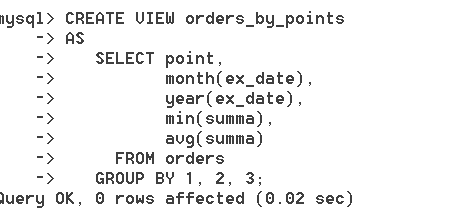 mysql> CREATE VIEW orders_by_points
-> AS
-> SELECT point,
-> month(ex_date),
-> year(ex_date),
-> min(summa),
-> avg(summa)
-> FROM orders
-> GROUP BY 1, 2, 3;
Query OK, 0 rows affected (0.02 sec)